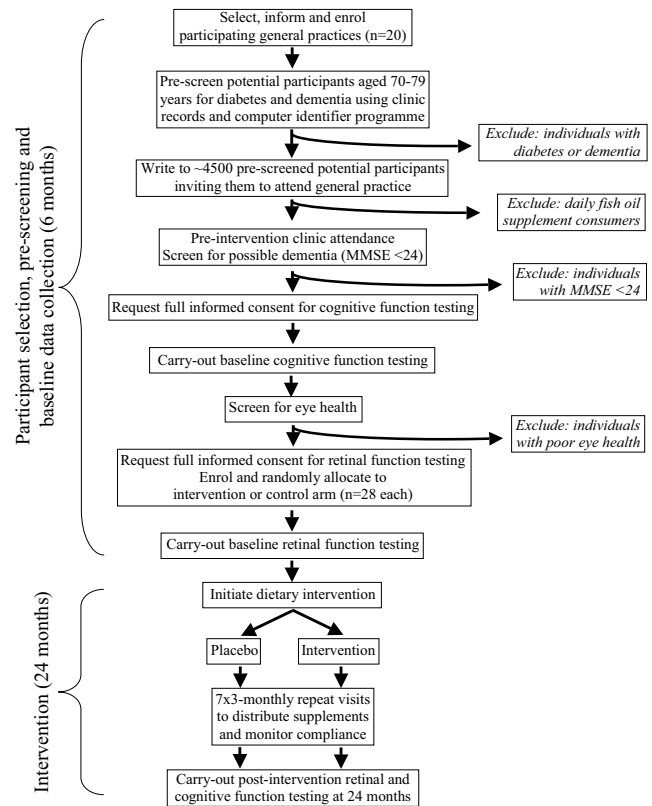 Participant selection, pre-screening and
baseline data collection (6 months)
Select, inform and enrol
participating general practices (n=20)
Pre-screen potential participants aged 70-79
years for diabetes and dementia using clinic
records and computer identifier programme
Exclude: individuals with
diabetes or dementia
Write to ~4500 pre-screened potential participants
inviting them to attend general practice
Exclude: daily fish oil
supplement consumers
Pre-intervention clinic attendance
Screen for possible dementia (MMSE <24)
Exclude: individuals
with MMSE <24
Request full informed consent for cognitive function testing
Carry-out baseline cognitive function testing
Screen for eye health
Exclude: individuals
with poor eye health
Request full informed consent for retinal function testing
Enrol and randomly allocate to
intervention or control arm (n=28 each)
Carry-out baseline retinal function testing
Intervention (24 months)
Initiate dietary intervention
Placebo
Intervention
7x3-monthly repeat visits
to distribute supplements
and monitor compliance
Carry-out post-intervention retinal and
cognitive function testing at 24 months